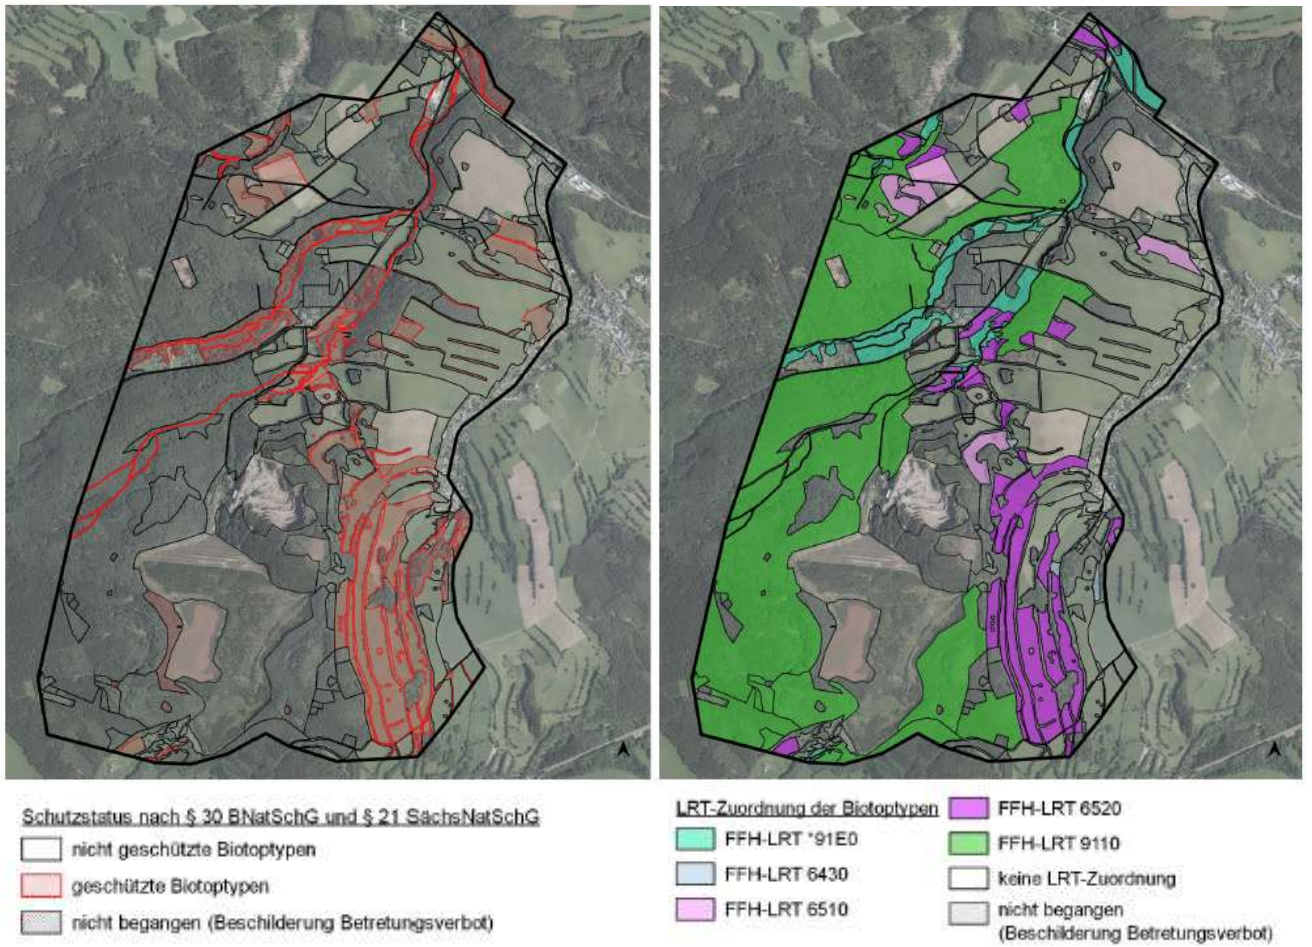 Schutzstatus nach § 30 BNatSchG und § 21 SächsNatSchG
nicht geschützte Biotoptypen
geschützte Biotoptypen
nicht begangen (Beschilderung Betretungsverbot)
LRT-Zuordnung der Biotoptypen
FFH-LRT *91E0
FFH-LRT 6430
FFH-LRT 6510
FFH-LRT 6520
FFH-LRT 9110
keine LRT-Zuordnung
nicht begangen
(Beschilderung Betretungsverbot)